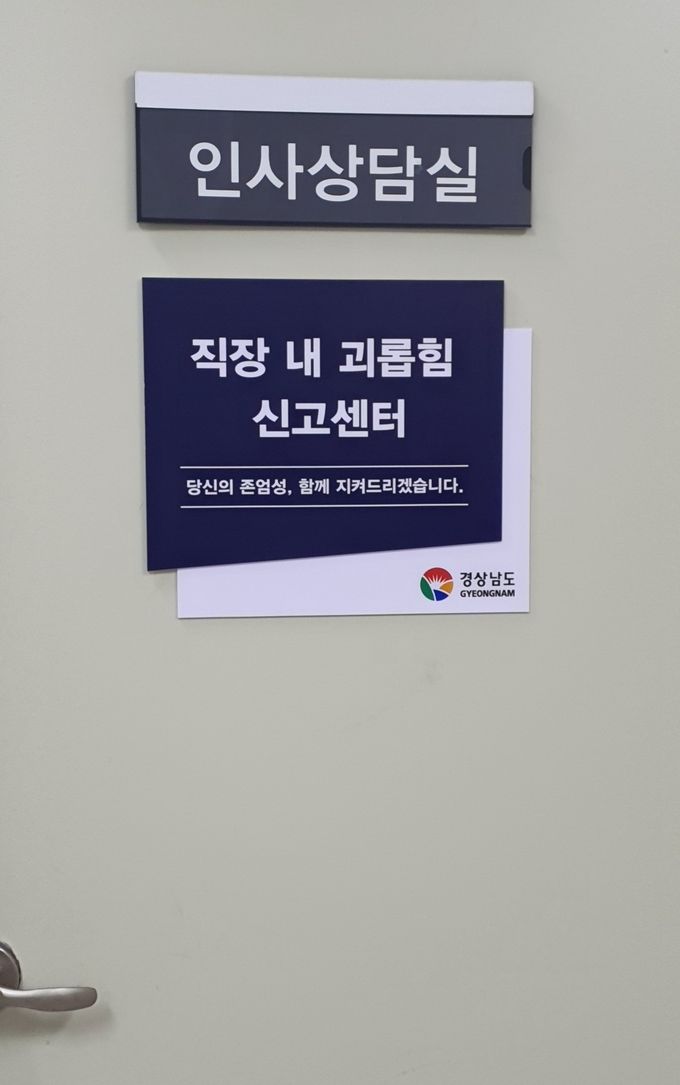 인사상담실
직장 내 괴롭힘
신고센터
당신의 존엄성, 함께 지켜드리겠습니다.
경상남도
GYEONGNAM